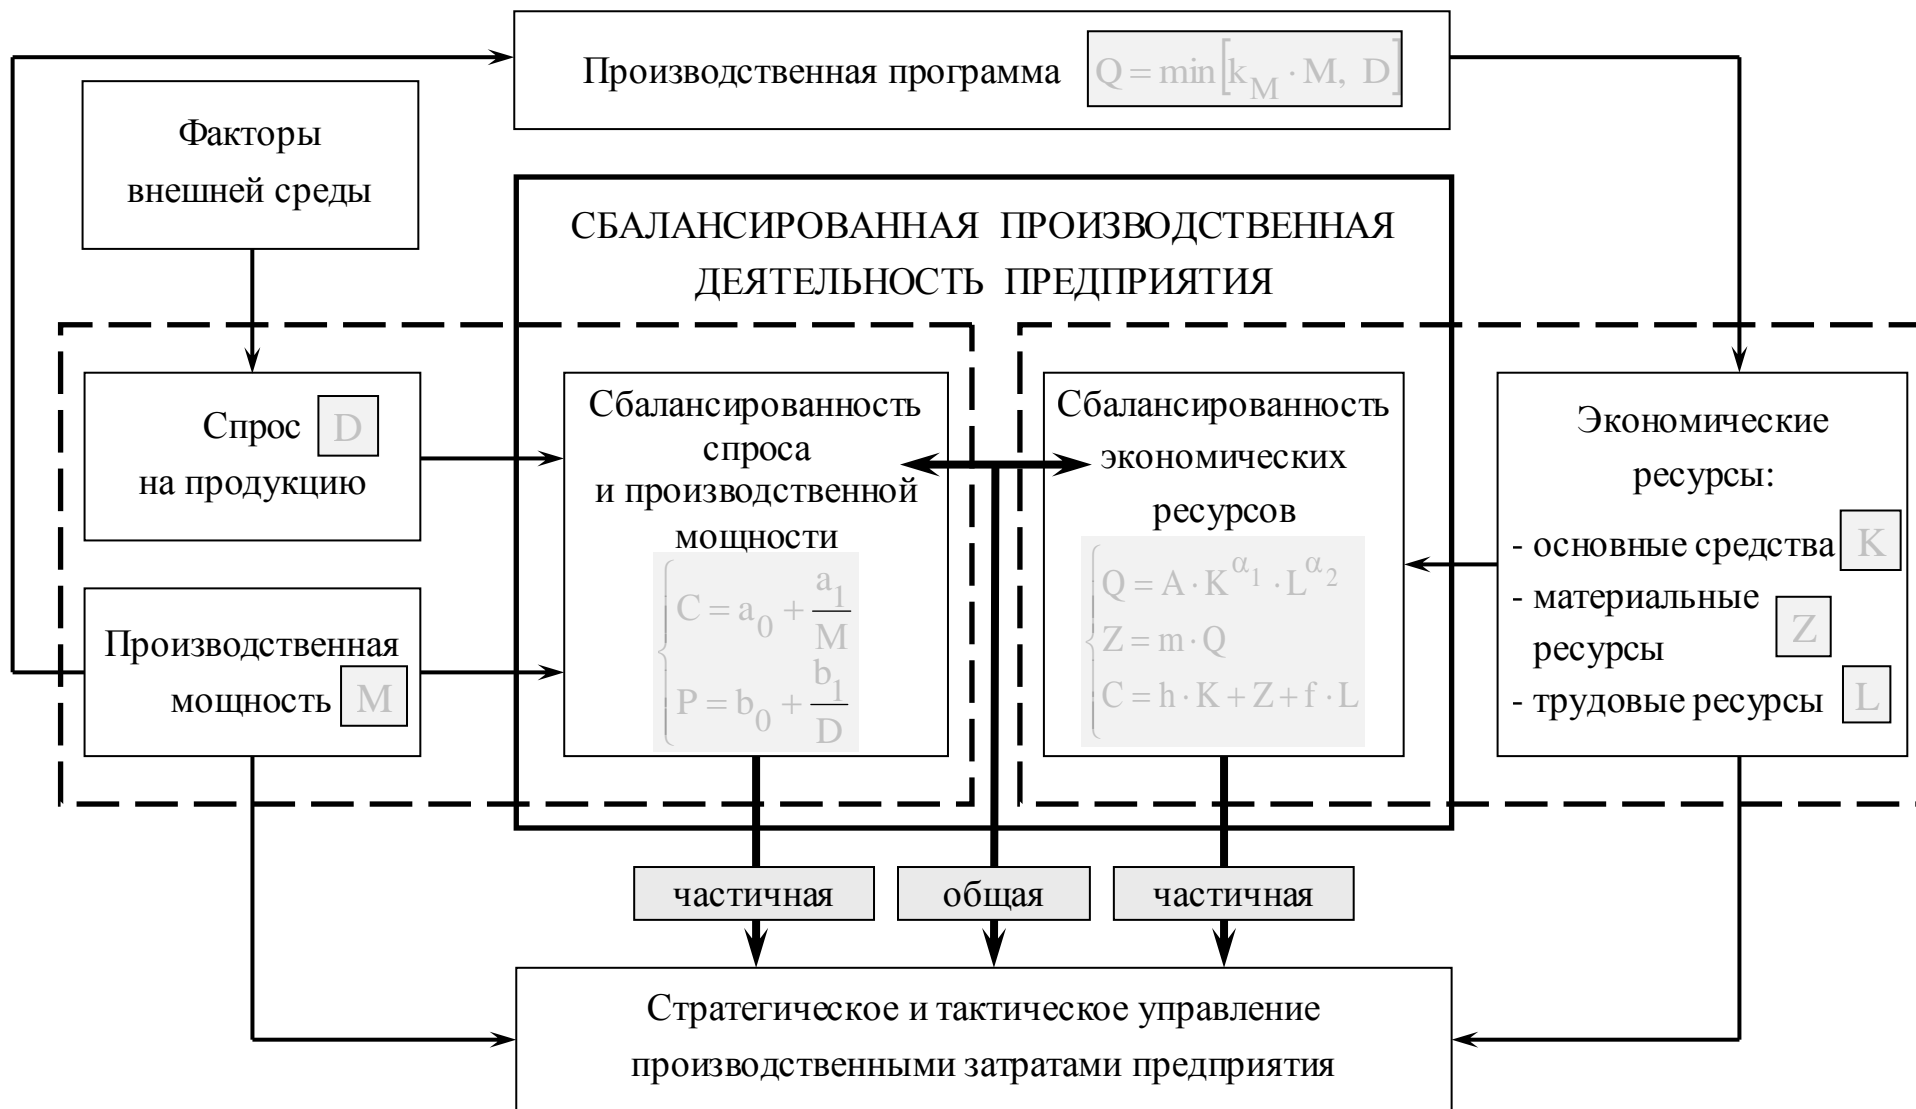 Производственная программа Q = min[k_M · M, D]
Факторы
внешней среды
СБАЛАНСИРОВАННАЯ ПРОИЗВОДСТВЕННАЯ
ДЕЯТЕЛЬНОСТЬ ПРЕДПРИЯТИЯ
Спрос D
на продукцию
Производственная
мощность M
Сбалансированность
спроса
и производственной
мощности
C = a_0 + a_1/M
P = b_0 + b_1/D
Сбалансированность
экономических
ресурсов
Q = A · K^α_1 · L^α_2
Z = m · Q
C = h · K + Z + f · L
Экономические
ресурсы:
- основные средства K
- материальные
ресурсы Z
- трудовые ресурсы L
частичная
общая
частичная
Стратегическое и тактическое управление
производственными затратами предприятия